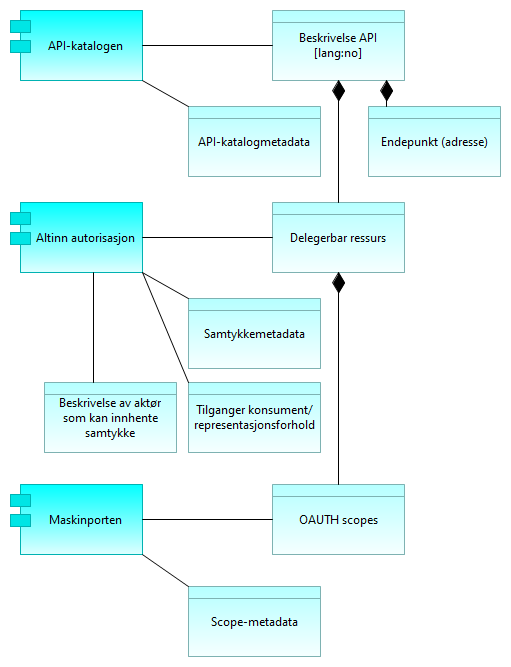 API-katalogen
Beskrivelse API
[lang:no]
API-katalogmetadata
Endepunkt (adresse)
Altinn autorisasjon
Delegerbar ressurs
Samtykkemetadata
Beskrivelse av aktør
som kan innhente
samtykke
Tilganger konsument/
representasjonsforhold
Maskinporten
OAUTH scopes
Scope-metadata